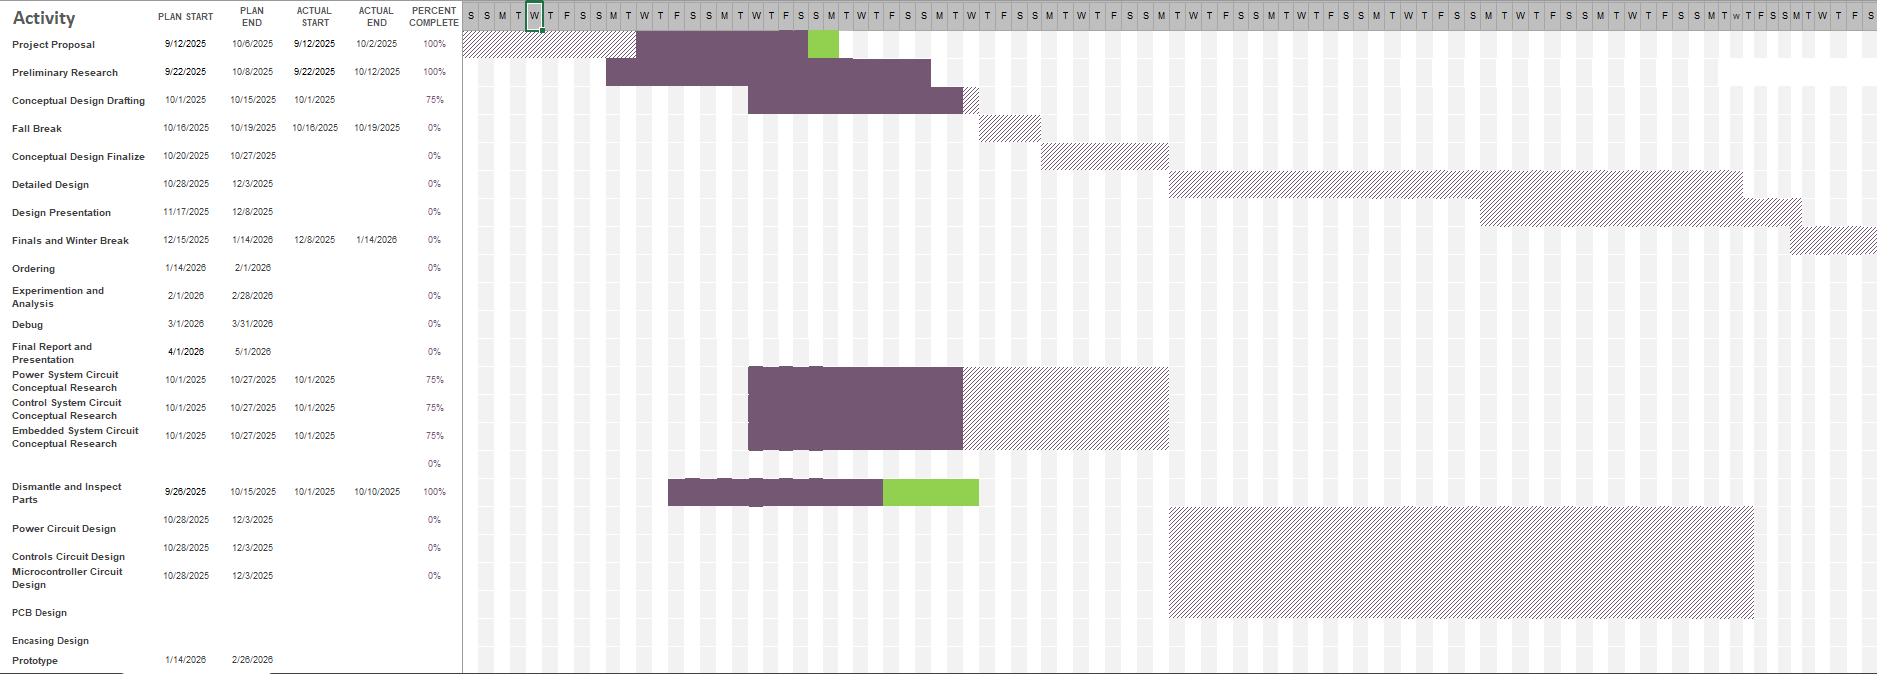 Activity PLAN START PLAN END ACTUAL START ACTUAL END PERCENT COMPLETE S S M T W T F S S M T W T F S S M T W T F S S M T W T F S S M T W T F S S M T W T F S S M T W T F S S M T W T F S S M T W T F S S M T W T F S S M T W T F S S M T w T F S S M T W T F S
Project Proposal 9/12/2025 10/6/2025 9/12/2025 10/2/2025 100%
Preliminary Research 9/22/2025 10/8/2025 9/22/2025 10/12/2025 100%
Conceptual Design Drafting 10/1/2025 10/15/2025 10/1/2025 75%
Fall Break 10/16/2025 10/19/2025 10/16/2025 10/19/2025 0%
Conceptual Design Finalize 10/20/2025 10/27/2025 0%
Detailed Design 10/28/2025 12/3/2025 0%
Design Presentation 11/17/2025 12/8/2025 0%
Finals and Winter Break 12/15/2025 1/14/2026 12/8/2025 1/14/2026 0%
Ordering 1/14/2026 2/1/2026 0%
Experimention and
Analysis 2/1/2026 2/28/2026 0%
Debug 3/1/2026 3/31/2026 0%
Final Report and
Presentation 4/1/2026 5/1/2026 0%
Power System Circuit
Conceptual Research 10/1/2025 10/27/2025 10/1/2025 75%
Control System Circuit
Conceptual Research 10/1/2025 10/27/2025 10/1/2025 75%
Embedded System Circuit
Conceptual Research 10/1/2025 10/27/2025 10/1/2025 75%
0%
Dismantle and Inspect
Parts 9/26/2025 10/15/2025 10/1/2025 10/10/2025 100%
Power Circuit Design 10/28/2025 12/3/2025 0%
Controls Circuit Design 10/28/2025 12/3/2025 0%
Microcontroller Circuit
Design 10/28/2025 12/3/2025 0%
PCB Design
Encasing Design
Prototype 1/14/2026 2/26/2026